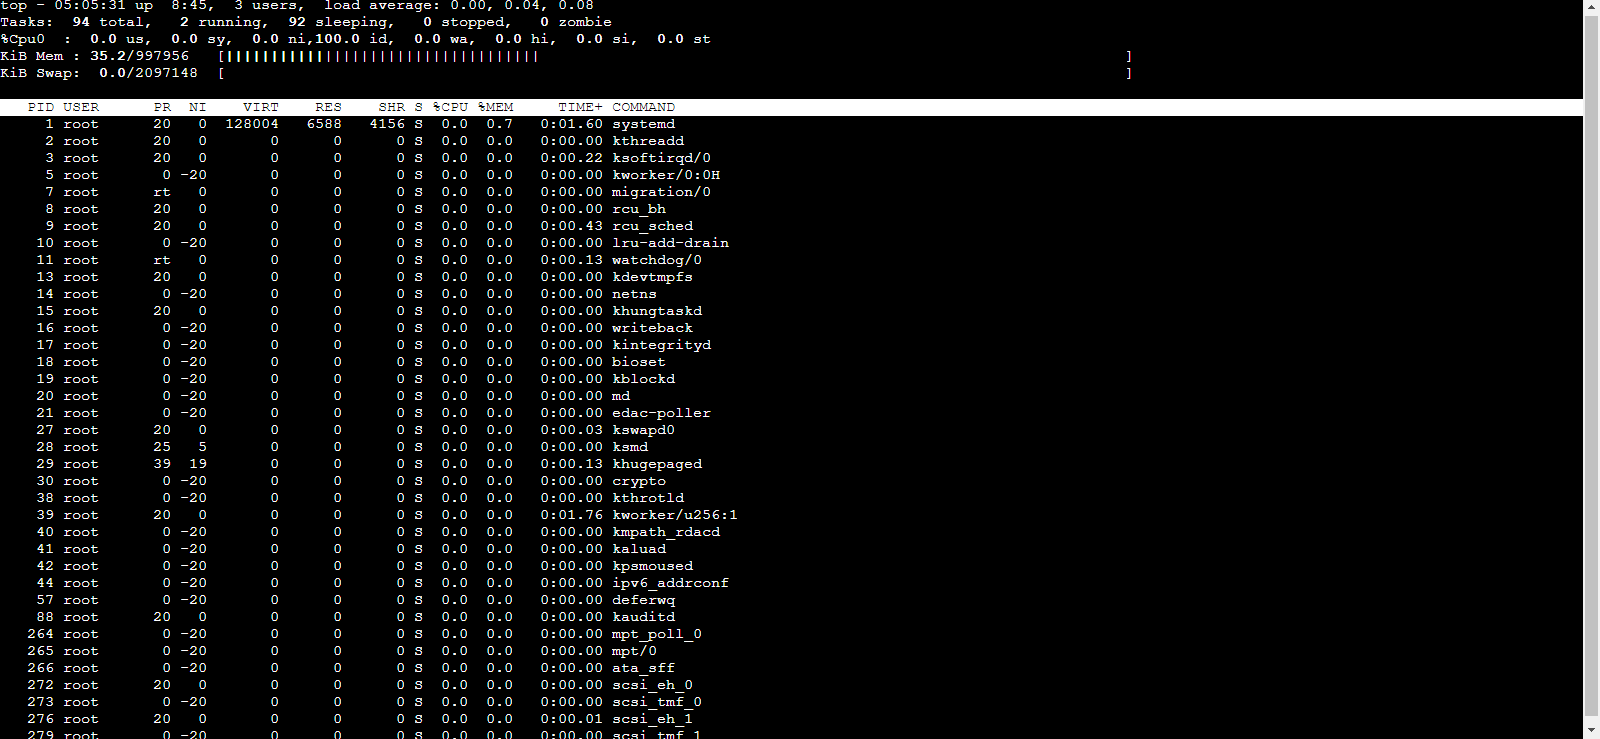 top - 05:05:31 up  8:45,  3 users,  load average: 0.00, 0.04, 0.08
Tasks:  94 total,   2 running,  92 sleeping,   0 stopped,   0 zombie
%Cpu0  :  0.0 us,  0.0 sy,  0.0 ni,100.0 id,  0.0 wa,  0.0 hi,  0.0 si,  0.0 st
KiB Mem : 35.2/997956   [|||||||||||||||||||||||||||||||||||                                                                 ]
KiB Swap:  0.0/2097148  [                                                                                                    ]
PID USER      PR  NI    VIRT    RES    SHR S %CPU %MEM     TIME+ COMMAND
1 root      20   0  128004   6588   4156 S  0.0  0.7   0:01.60 systemd
2 root      20   0       0      0      0 S  0.0  0.0   0:00.00 kthreadd
3 root      20   0       0      0      0 S  0.0  0.0   0:00.22 ksoftirqd/0
5 root       0 -20       0      0      0 S  0.0  0.0   0:00.00 kworker/0:0H
7 root      rt   0       0      0      0 S  0.0  0.0   0:00.00 migration/0
8 root      20   0       0      0      0 S  0.0  0.0   0:00.00 rcu_bh
9 root      20   0       0      0      0 S  0.0  0.0   0:00.43 rcu_sched
10 root       0 -20       0      0      0 S  0.0  0.0   0:00.00 lru-add-drain
11 root      rt   0       0      0      0 S  0.0  0.0   0:00.13 watchdog/0
13 root      20   0       0      0      0 S  0.0  0.0   0:00.00 kdevtmpfs
14 root       0 -20       0      0      0 S  0.0  0.0   0:00.00 netns
15 root      20   0       0      0      0 S  0.0  0.0   0:00.00 khungtaskd
16 root       0 -20       0      0      0 S  0.0  0.0   0:00.00 writeback
17 root       0 -20       0      0      0 S  0.0  0.0   0:00.00 kintegrityd
18 root       0 -20       0      0      0 S  0.0  0.0   0:00.00 bioset
19 root       0 -20       0      0      0 S  0.0  0.0   0:00.00 kblockd
20 root       0 -20       0      0      0 S  0.0  0.0   0:00.00 md
21 root       0 -20       0      0      0 S  0.0  0.0   0:00.00 edac-poller
27 root      20   0       0      0      0 S  0.0  0.0   0:00.03 kswapd0
28 root      25   5       0      0      0 S  0.0  0.0   0:00.00 ksmd
29 root      39  19       0      0      0 S  0.0  0.0   0:00.13 khugepaged
30 root       0 -20       0      0      0 S  0.0  0.0   0:00.00 crypto
38 root       0 -20       0      0      0 S  0.0  0.0   0:00.00 kthrotld
39 root      20   0       0      0      0 S  0.0  0.0   0:01.76 kworker/u256:1
40 root       0 -20       0      0      0 S  0.0  0.0   0:00.00 kmpath_rdacd
41 root       0 -20       0      0      0 S  0.0  0.0   0:00.00 kaluad
42 root       0 -20       0      0      0 S  0.0  0.0   0:00.00 kpsmoused
44 root       0 -20       0      0      0 S  0.0  0.0   0:00.00 ipv6_addrconf
57 root       0 -20       0      0      0 S  0.0  0.0   0:00.00 deferwq
88 root      20   0       0      0      0 S  0.0  0.0   0:00.00 kauditd
264 root       0 -20       0      0      0 S  0.0  0.0   0:00.00 mpt_poll_0
265 root       0 -20       0      0      0 S  0.0  0.0   0:00.00 mpt/0
266 root       0 -20       0      0      0 S  0.0  0.0   0:00.00 ata_sff
272 root      20   0       0      0      0 S  0.0  0.0   0:00.00 scsi_eh_0
273 root       0 -20       0      0      0 S  0.0  0.0   0:00.00 scsi_tmf_0
276 root      20   0       0      0      0 S  0.0  0.0   0:00.01 scsi_eh_1
279 root       0 -20       0      0      0 S  0.0  0.0   0:00.00 scsi_tmf_1